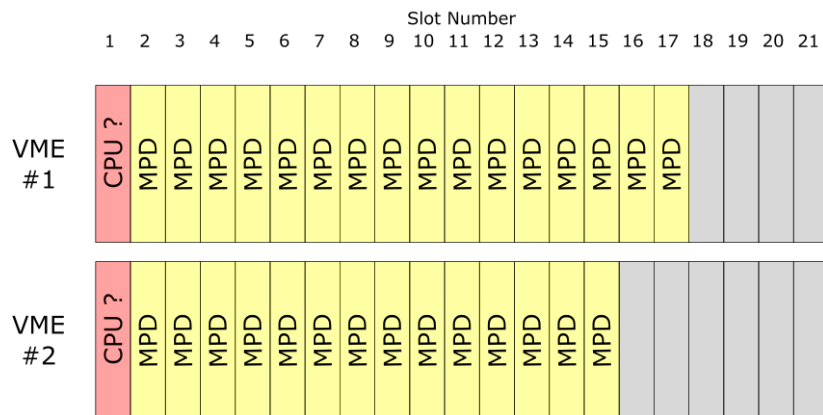 Slot Number
1 2 3 4 5 6 7 8 9 10 11 12 13 14 15 16 17 18 19 20 21
VME
#1
CPU ? MPD MPD MPD MPD MPD MPD MPD MPD MPD MPD MPD MPD MPD MPD MPD MPD
VME
#2
CPU ? MPD MPD MPD MPD MPD MPD MPD MPD MPD MPD MPD MPD MPD MPD